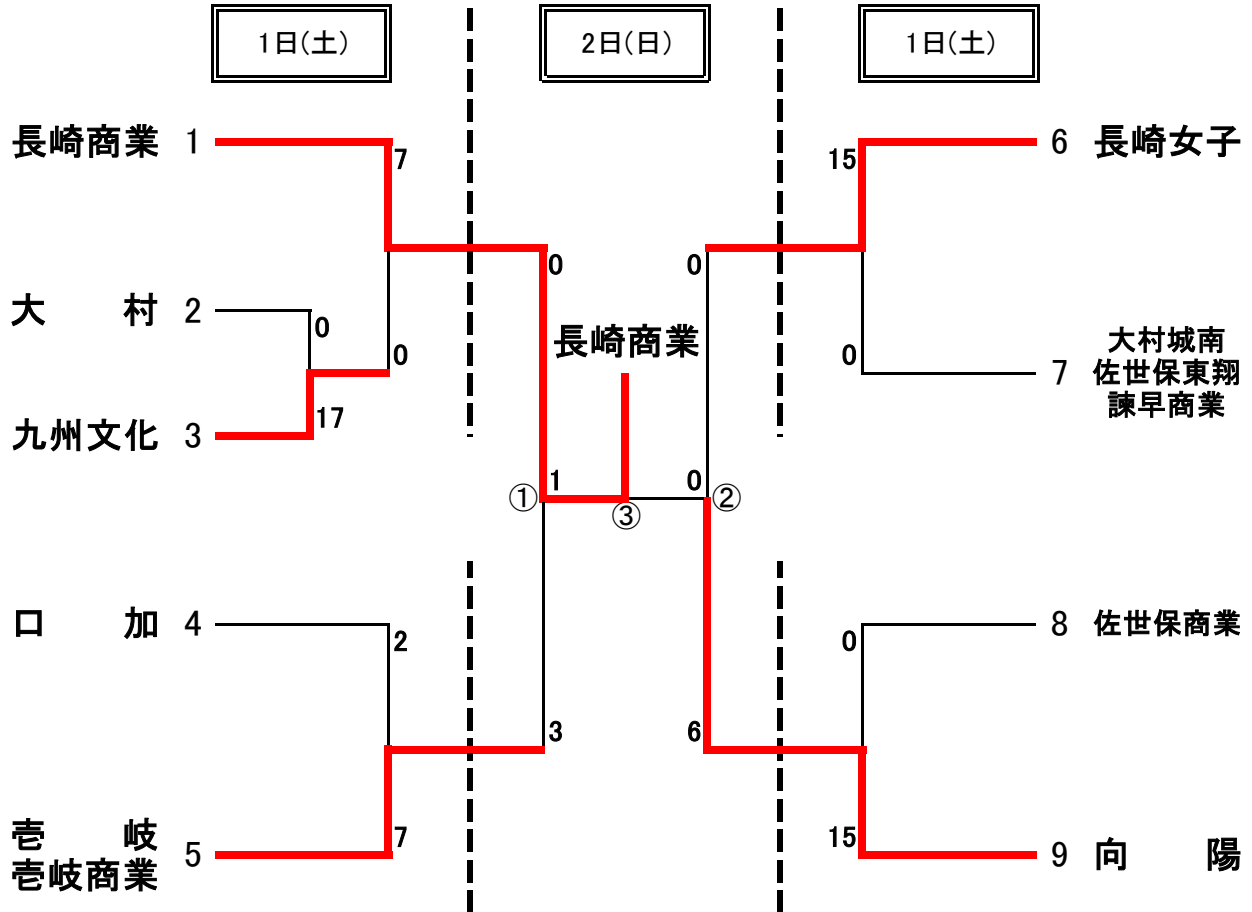 1日(土)
2日(日)
1日(土)
長崎商業 1
7
15
6 長崎女子
0
0
大 村 2
0
0
長崎商業
0
7
大村城南
佐世保東翔
諫早商業
17
九州文化 3
1
0
①
②
③
口 加 4
2
0
8 佐世保商業
3
6
壱 岐
壱岐商業
5
7
15
9 向 陽